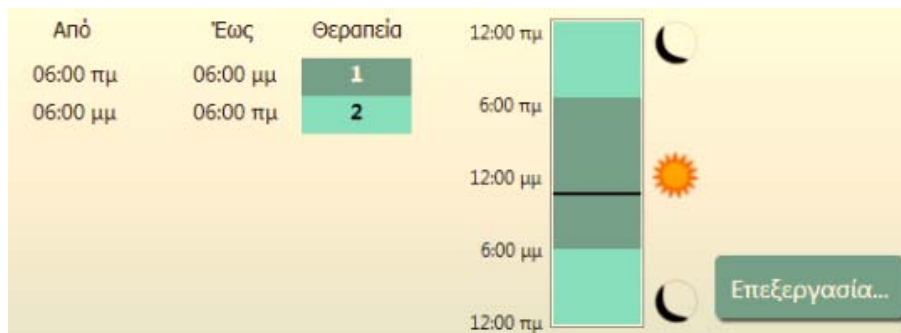 Από Έως Θεραπεία
06:00 πμ 06:00 μμ 1
06:00 μμ 06:00 πμ 2
12:00 πμ
6:00 πμ
12:00 μμ
6:00 μμ
12:00 πμ
Επεξεργασία...